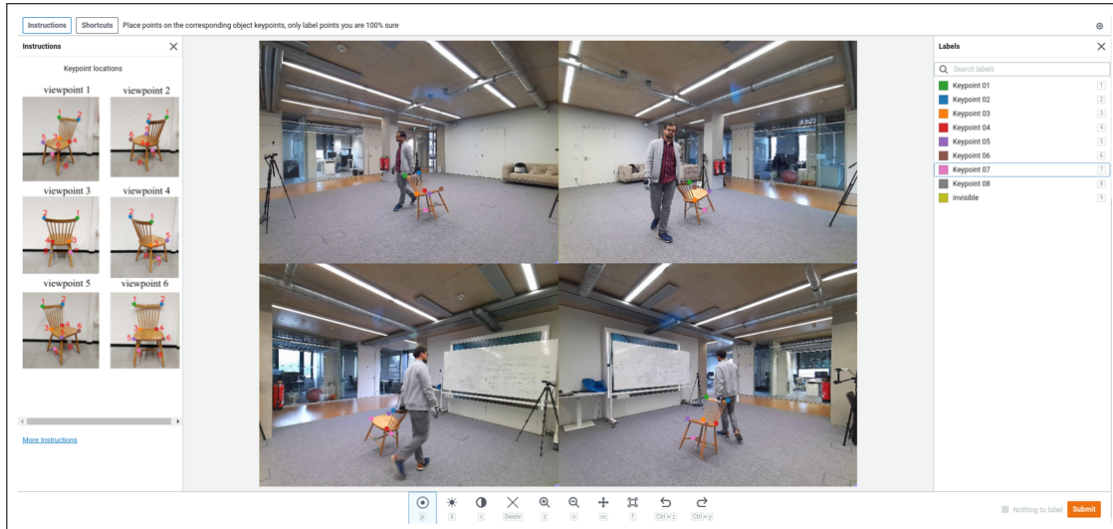 Instructions Shortcuts Place points on the corresponding object keypoints, only label points you are 100% sure
Instructions
Keypoint locations
viewpoint 1 viewpoint 2
viewpoint 3 viewpoint 4
viewpoint 5 viewpoint 6
More Instructions
Labels
Search labels
Keypoint 01 1
Keypoint 02 2
Keypoint 03 3
Keypoint 04 4
Keypoint 05 5
Keypoint 06 6
Keypoint 07 7
Keypoint 08 8
Invisible 9
p d c Delete z u m f Ctrl+z Ctrl+y
Nothing to label Submit